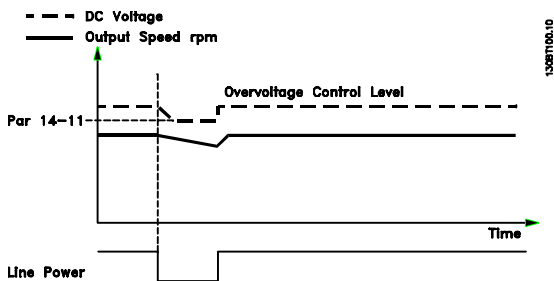 DC Voltage
Output Speed rpm
130BT100.10
Overvoltage Control Level
Par 14-11
Time
Line Power